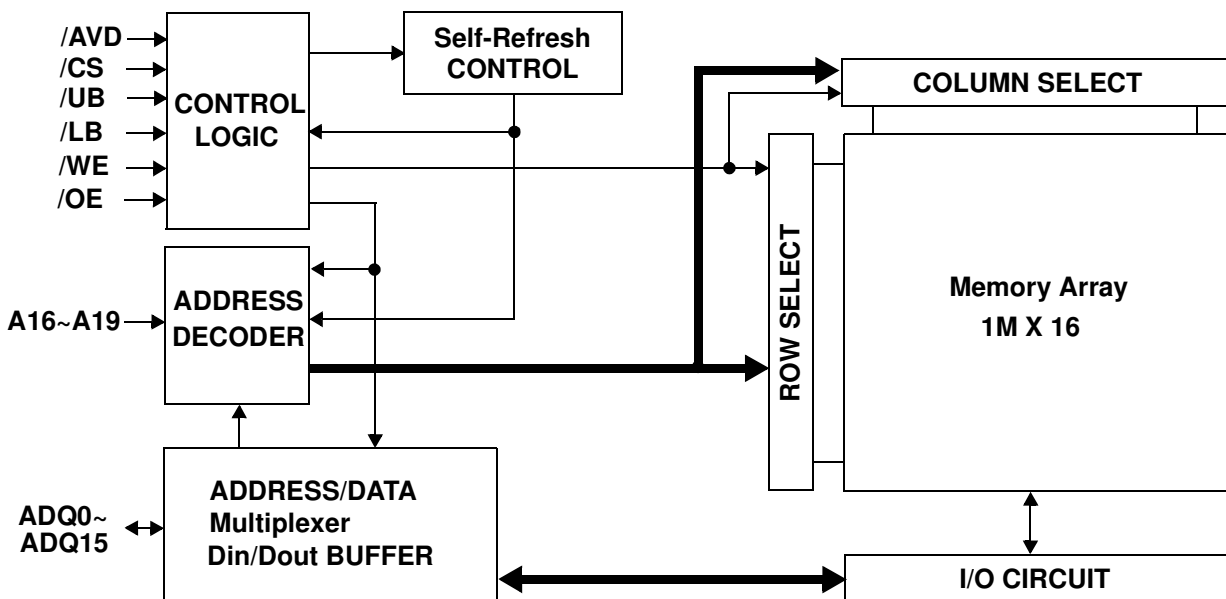 /AVD
/CS
/UB
/LB
/WE
/OE
CONTROL
LOGIC
Self-Refresh
CONTROL
COLUMN SELECT
ROW SELECT
Memory Array
1M X 16
A16~A19
ADDRESS
DECODER
ADQ0~
ADQ15
ADDRESS/DATA
Multiplexer
Din/Dout BUFFER
I/O CIRCUIT